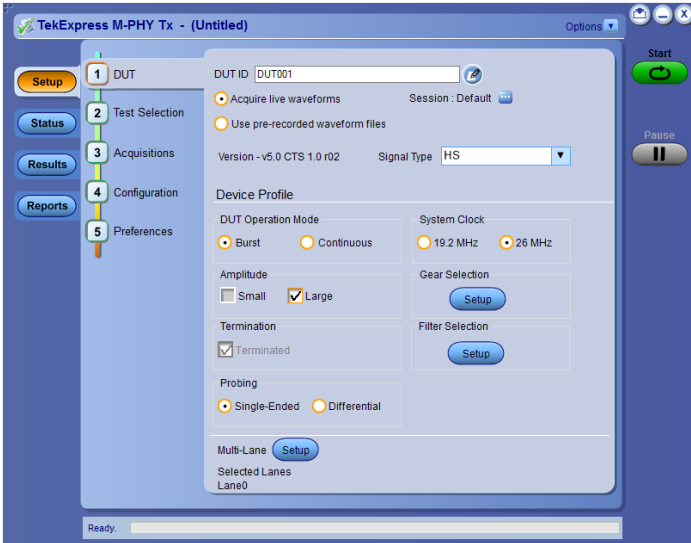 TekExpress M-PHY Tx - (Untitled)
Options
Start
Pause
Setup
Status
Results
Reports
1 DUT
2 Test Selection
3 Acquisitions
4 Configuration
5 Preferences
DUT ID DUT001
Acquire live waveforms Session : Default
Use pre-recorded waveform files
Version - v5.0 CTS 1.0 r02 Signal Type HS
Device Profile
DUT Operation Mode
Burst Continuous
System Clock
19.2 MHz 26 MHz
Amplitude
Small Large
Gear Selection
Setup
Termination
Terminated
Filter Selection
Setup
Probing
Single-Ended Differential
Multi-Lane Setup
Selected Lanes
Lane0
Ready.